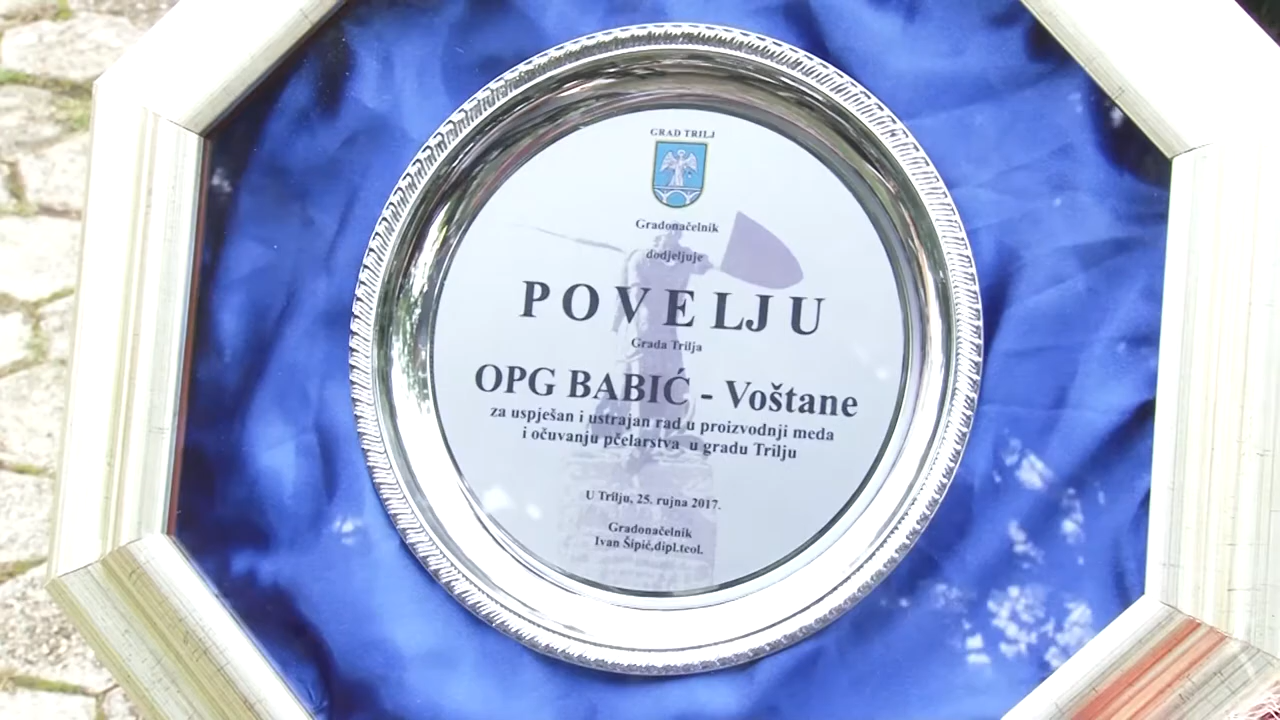 GRAD TRILJ
Gradonačelnik
dodjeljuje
POVELJU
Grada Trilja
OPG BABIĆ - Voštane
za uspješan i ustrajan rad u proizvodnji meda
i očuvanju pčelarstva u gradu Trilju
U Trilju, 25. rujna 2017.
Gradonačelnik
Ivan Šipić,dipl.teol.